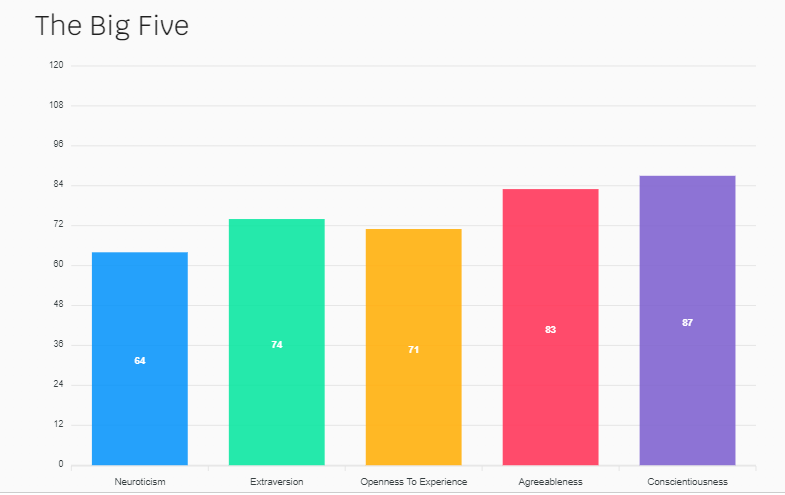 The Big Five
120
108
96
84
72
60
48
36
24
12
0
64
74
71
83
87
Neuroticism
Extraversion
Openness To Experience
Agreeableness
Conscientiousness